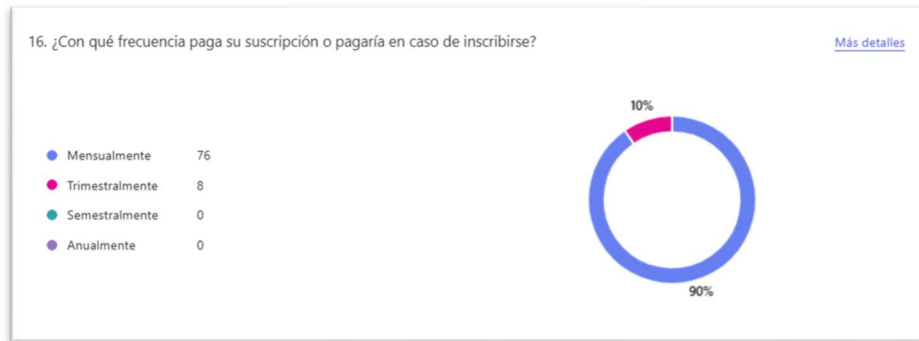 16. ¿Con qué frecuencia paga su suscripción o pagaría en caso de inscribirse?
Más detalles
Mensualmente 76
Trimestralmente 8
Semestralmente 0
Anualmente 0
10%
90%